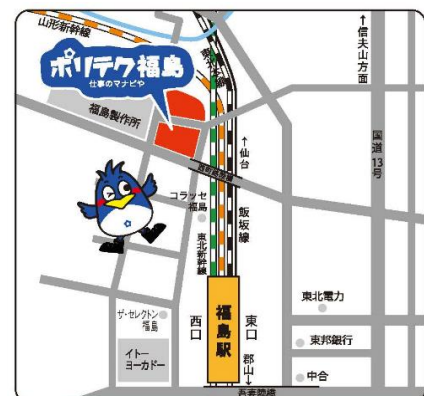 山形新幹線
ポリテク福島
仕事のマナビや
福島製作所
↑信夫山方面
国道13号
↑仙台
飯坂線
コラッセ
福島
東北新幹線
ザ・セレクトン
福島
イトー
ヨーカドー
西口
福島駅
東口
郡山↓
東北電力
東邦銀行
中合
吾妻陸橋